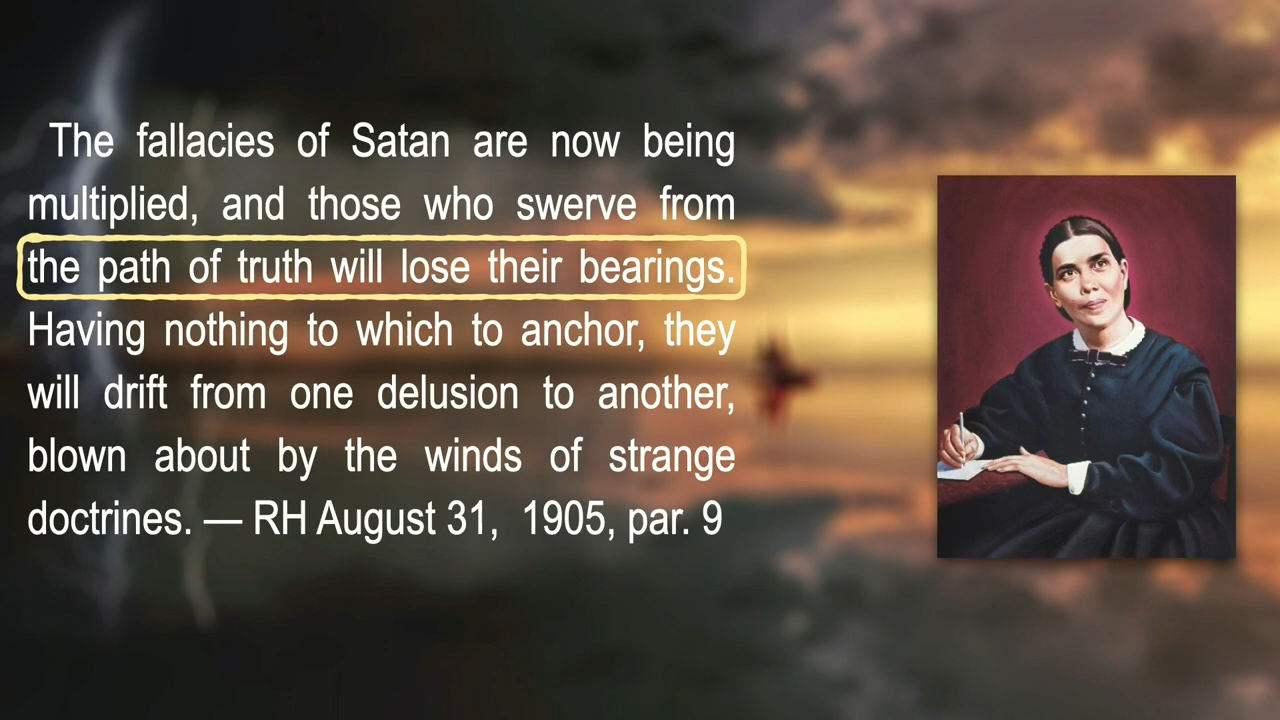 The fallacies of Satan are now being
multiplied, and those who swerve from
the path of truth will lose their bearings.
Having nothing to which to anchor, they
will drift from one delusion to another,
blown about by the winds of strange
doctrines. — RH August 31, 1905, par. 9